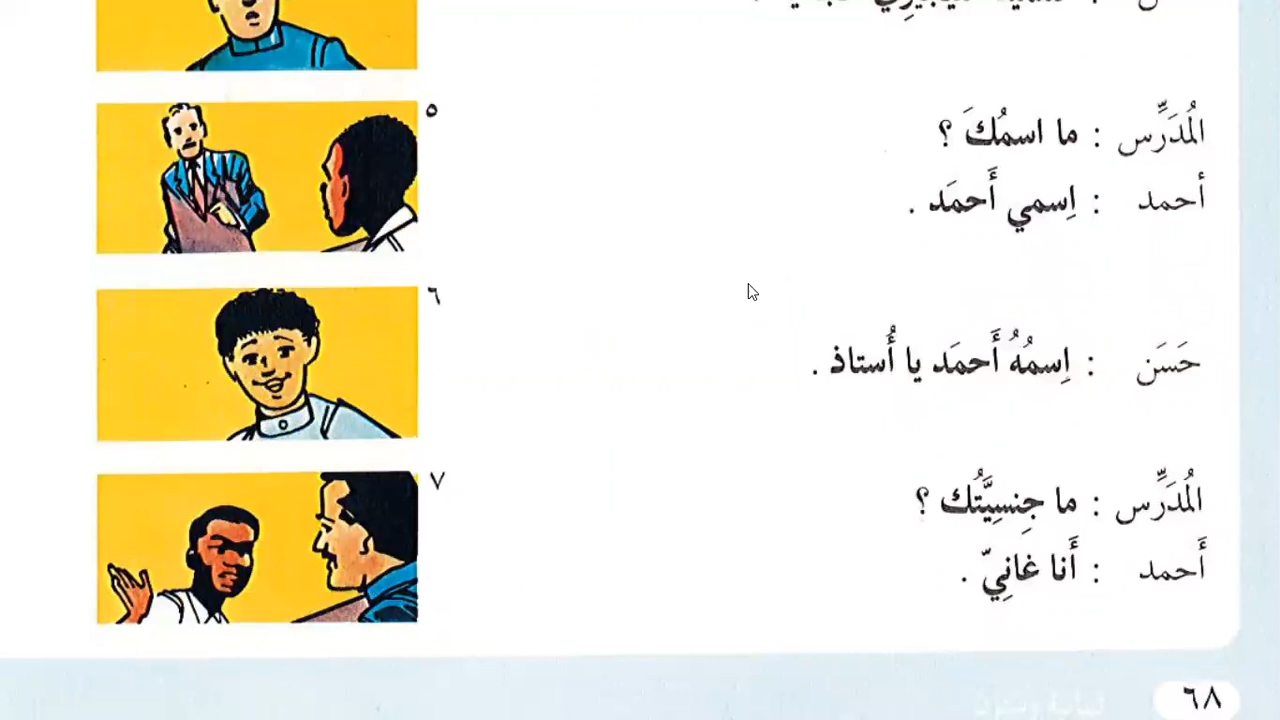 ٥
المُدَرِّس : ما اسمُكَ ؟
أحمد : اِسمي أَحمَد .
٦
حَسَن : اِسمُهُ أَحمَد يا أُستاذ .
٧
المُدَرِّس : ما جِنسِيَّتُك ؟
أَحمد : أَنا غانِيّ .
٦٨